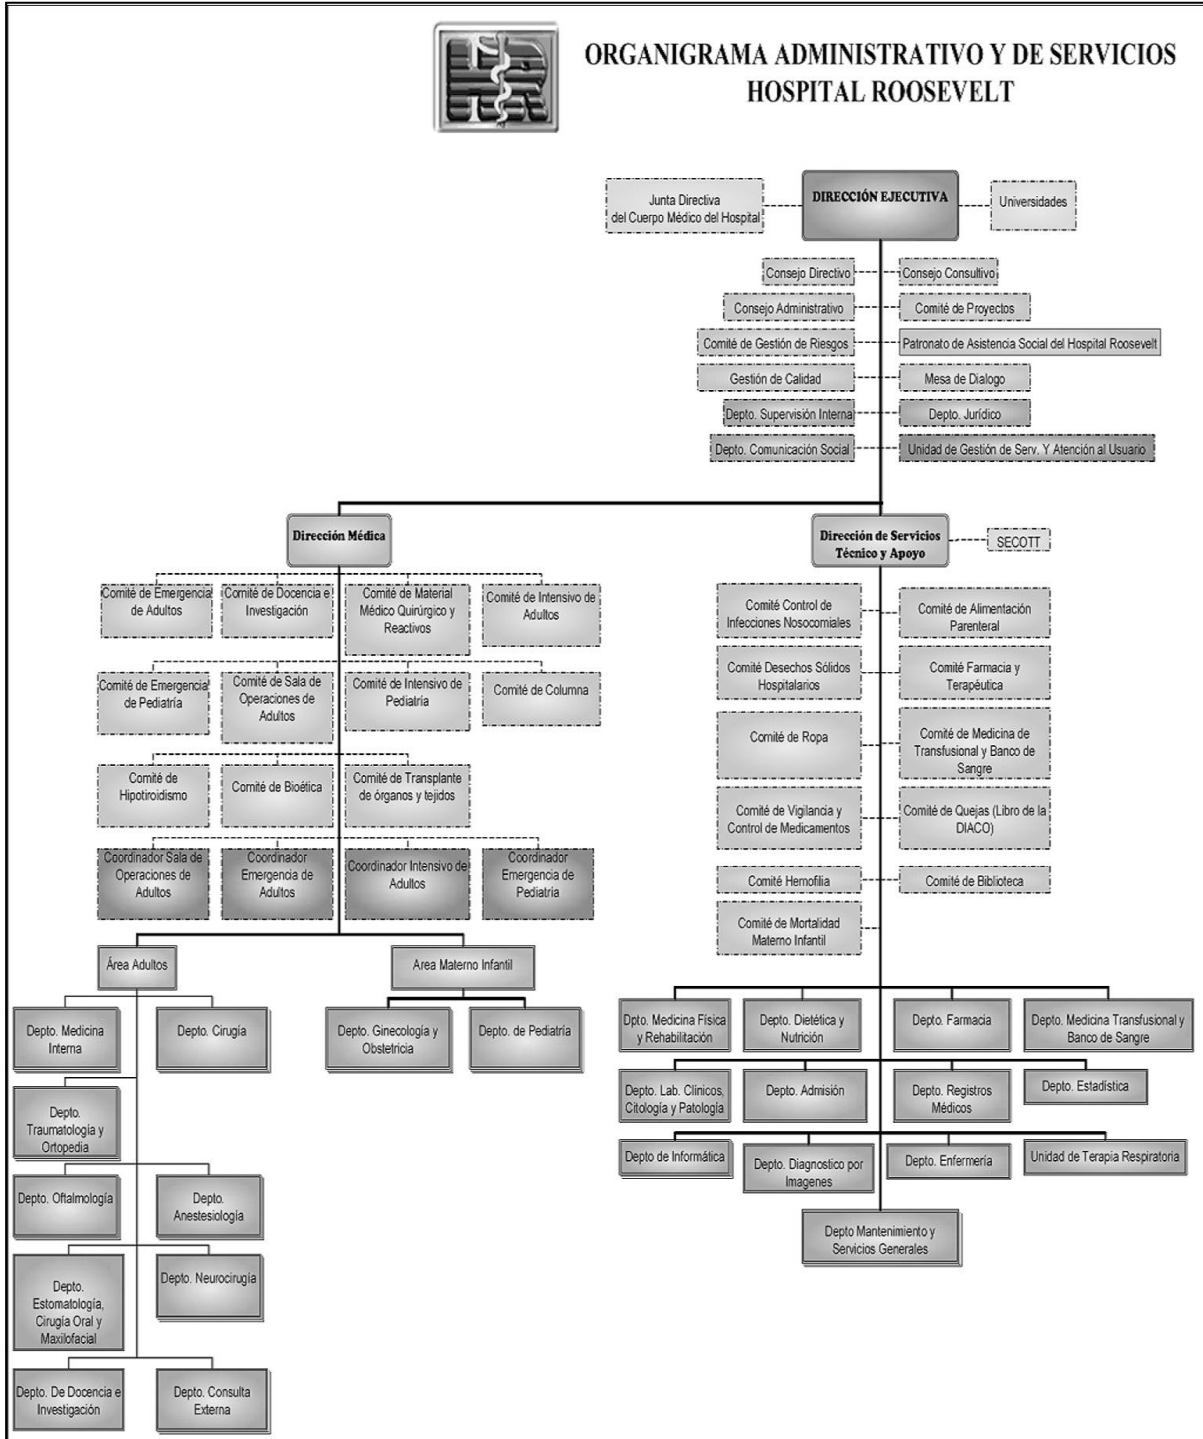 ORGANIGRAMA ADMINISTRATIVO Y DE SERVICIOS
HOSPITAL ROOSEVELT
Junta Directiva
del Cuerpo Médico del Hospital
DIRECCIÓN EJECUTIVA
Universidades
Consejo Directivo
Consejo Consultivo
Consejo Administrativo
Comité de Proyectos
Comité de Gestión de Riesgos
Patronato de Asistencia Social del Hospital Roosevelt
Gestión de Calidad
Mesa de Dialogo
Depto. Supervisión Interna
Depto. Jurídico
Depto. Comunicación Social
Unidad de Gestión de Serv. Y Atención al Usuario
Dirección Médica
Dirección de Servicios
Técnico y Apoyo
SECOTT
Comité de Emergencia
de Adultos
Comité de Docencia e
Investigación
Comité de Material
Médico Quirúrgico y
Reactivos
Comité de Intensivo de
Adultos
Comité de Emergencia
de Pediatría
Comité de Sala de
Operaciones de
Adultos
Comité de Intensivo de
Pediatría
Comité de Columna
Comité de
Hipotiroidismo
Comité de Bioética
Comité de Transplante
de órganos y tejidos
Coordinador Sala de
Operaciones de
Adultos
Coordinador
Emergencia de
Adultos
Coordinador Intensivo de
Adultos
Coordinador
Emergencia de
Pediatria
Comité Control de
Infecciones Nosocomiales
Comité de Alimentación
Parenteral
Comité Desechos Sólidos
Hospitalarios
Comité Farmacia y
Terapéutica
Comité de Ropa
Comité de Medicina de
Transfusional y Banco de
Sangre
Comité de Vigilancia y
Control de Medicamentos
Comité de Quejas (Libro de la
DIACO)
Comité Hemofilia
Comité de Biblioteca
Comité de Mortalidad
Materno Infantil
Área Adultos
Area Materno Infantil
Depto. Medicina
Interna
Depto. Cirugía
Depto. Ginecología y
Obstetricia
Depto. de Pediatría
Depto.
Traumatología y
Ortopedia
Depto. Oftalmología
Depto.
Anestesiología
Depto.
Estomatología,
Cirugía Oral y
Maxilofacial
Depto. Neurocirugía
Depto. De Docencia e
Investigación
Depto. Consulta
Externa
Dpto. Medicina Física
y Rehabilitación
Depto. Dietética y
Nutrición
Depto. Farmacia
Depto. Medicina Transfusional y
Banco de Sangre
Depto. Lab. Clínicos,
Citología y Patología
Depto. Admisión
Depto. Registros
Médicos
Depto. Estadística
Depto de Informática
Depto. Diagnostico por
Imagenes
Depto. Enfermería
Unidad de Terapia Respiratoria
Depto Mantenimiento y
Servicios Generales